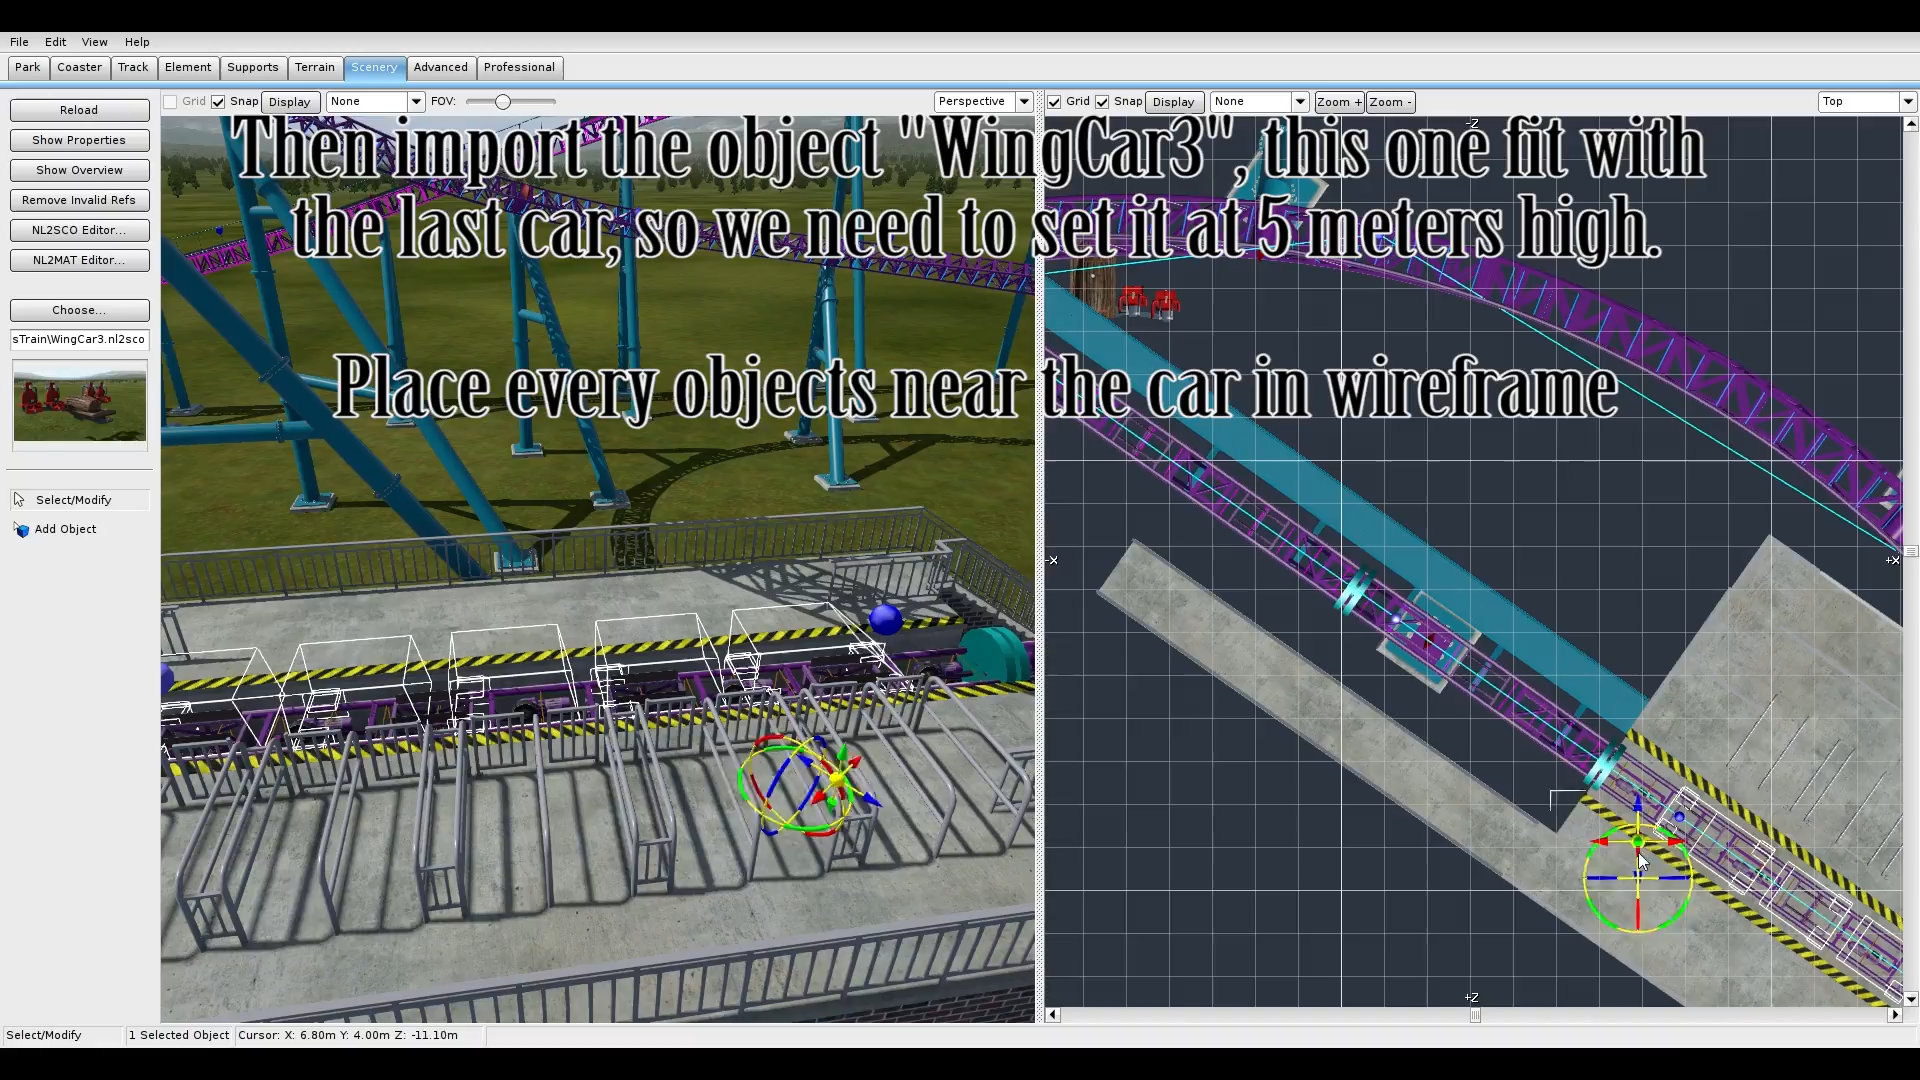 File Edit View Help
Park Coaster Track Element Supports Terrain Scenery Advanced Professional
Reload
Show Properties
Show Overview
Remove Invalid Refs
NL2SCO Editor...
NL2MAT Editor...
Choose...
sTrain\WingCar3.nl2sco
Select/Modify
Add Object
Grid Snap Display None FOV: Perspective
Grid Snap Display None Zoom + Zoom - Top
Then import the object "WingCar3", this one fit with
the last car, so we need to set it at 5 meters high.
Place every objects near the car in wireframe
-Z
-X
+X
+Z
Select/Modify 1 Selected Object Cursor: X: 6.80m Y: 4.00m Z: -11.10m